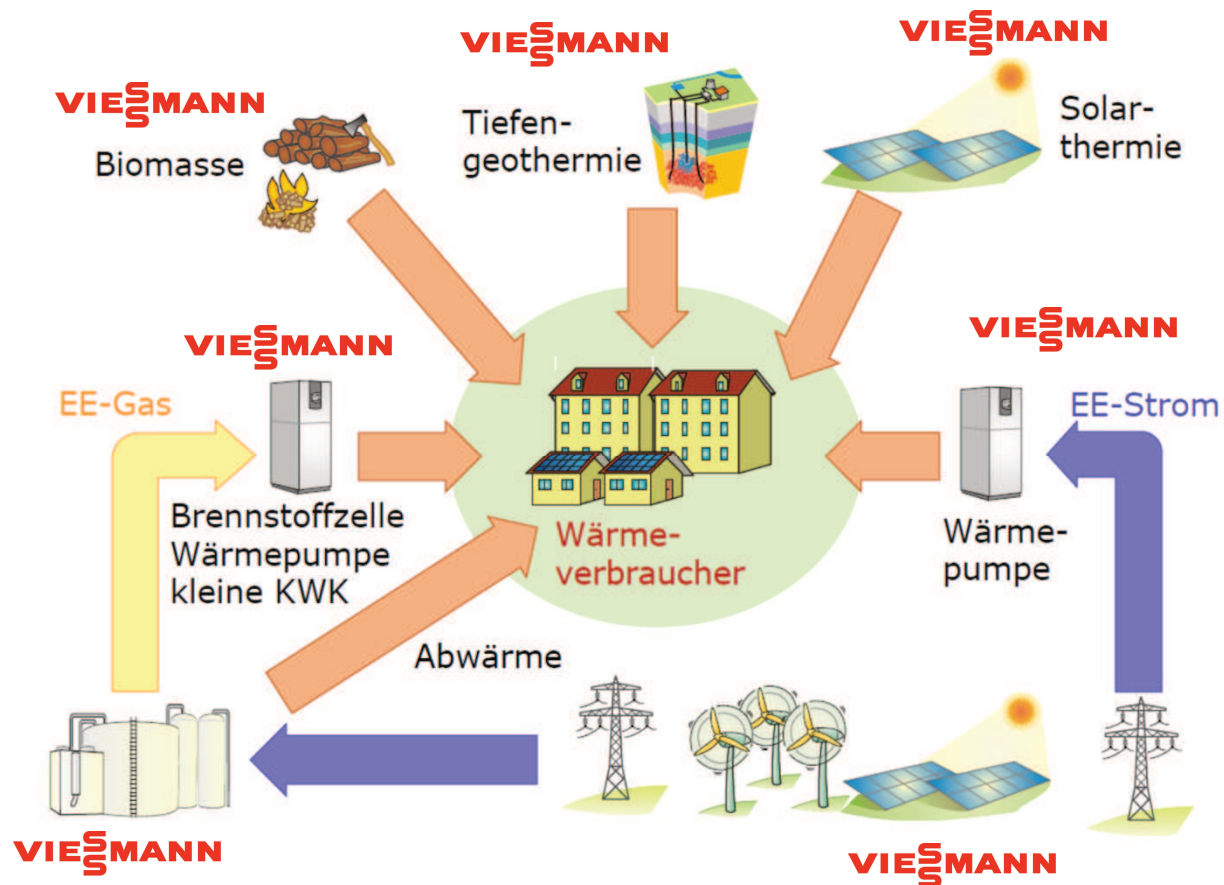 VIESSMANN
VIESSMANN
VIESSMANN
Biomasse
Tiefen-
geothermie
Solar-
thermie
VIESSMANN
VIESSMANN
EE-Gas
EE-Strom
Brennstoffzelle
Wärmepumpe
kleine KWK
Wärme-
verbraucher
Wärme-
pumpe
Abwärme
VIESSMANN
VIESSMANN